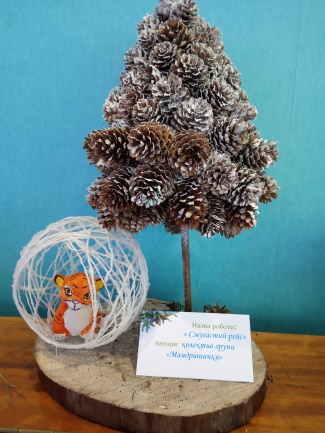 Назва роботи:
« Смугастий рейс»
Автори: колектив групи
«Мандрівнички»